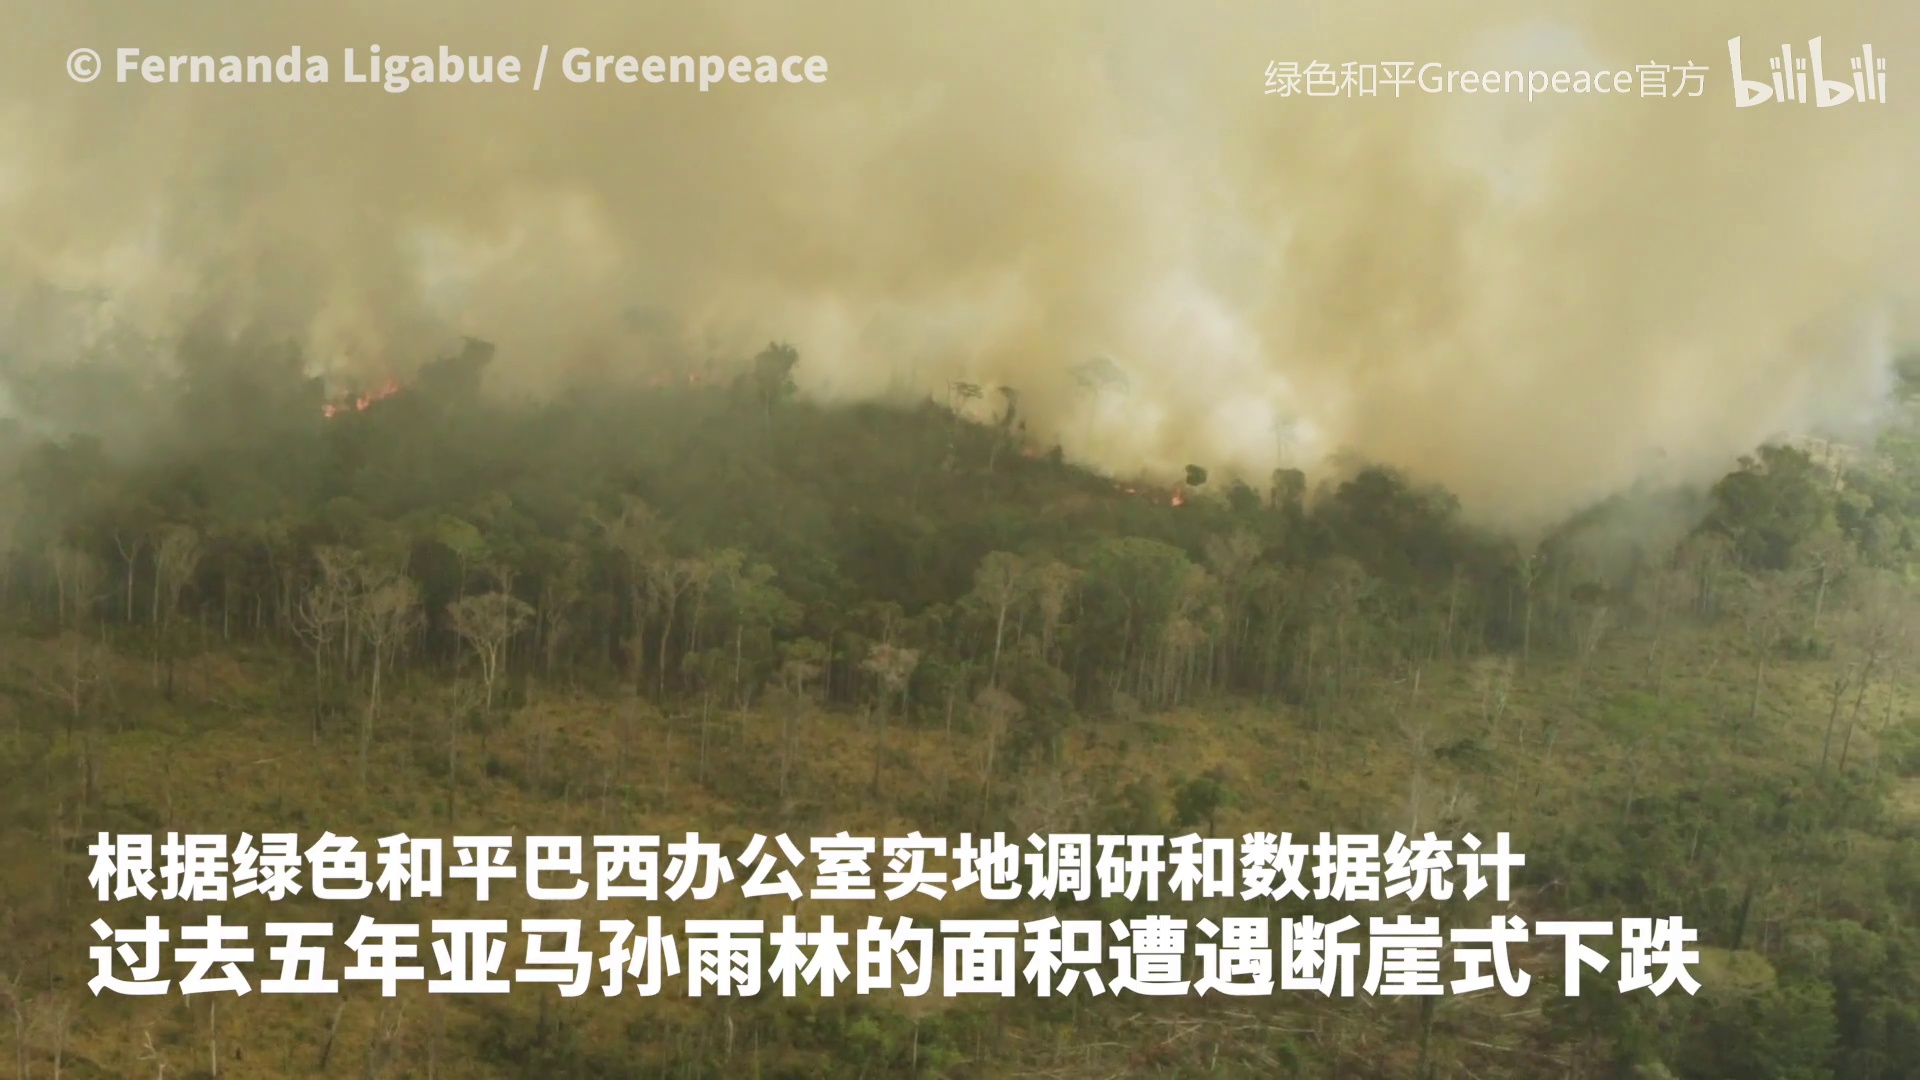 © Fernanda Ligabue / Greenpeace
绿色和平Greenpeace官方 bilibili
根据绿色和平巴西办公室实地调研和数据统计
过去五年亚马孙雨林的面积遭遇断崖式下跌